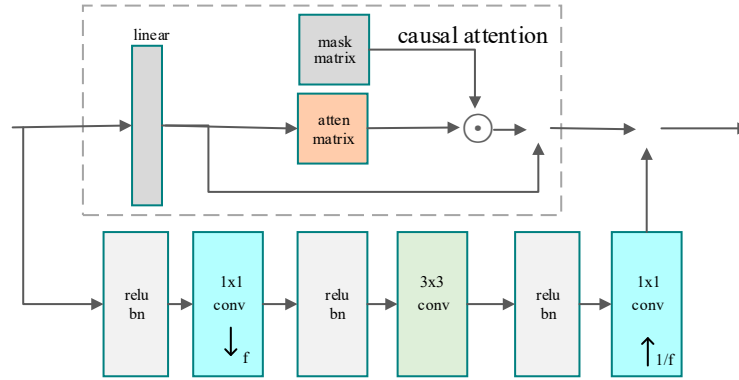 linear
mask
matrix
causal attention
atten
matrix
relu
bn
1x1
conv
f
relu
bn
3x3
conv
relu
bn
1x1
conv
1/f